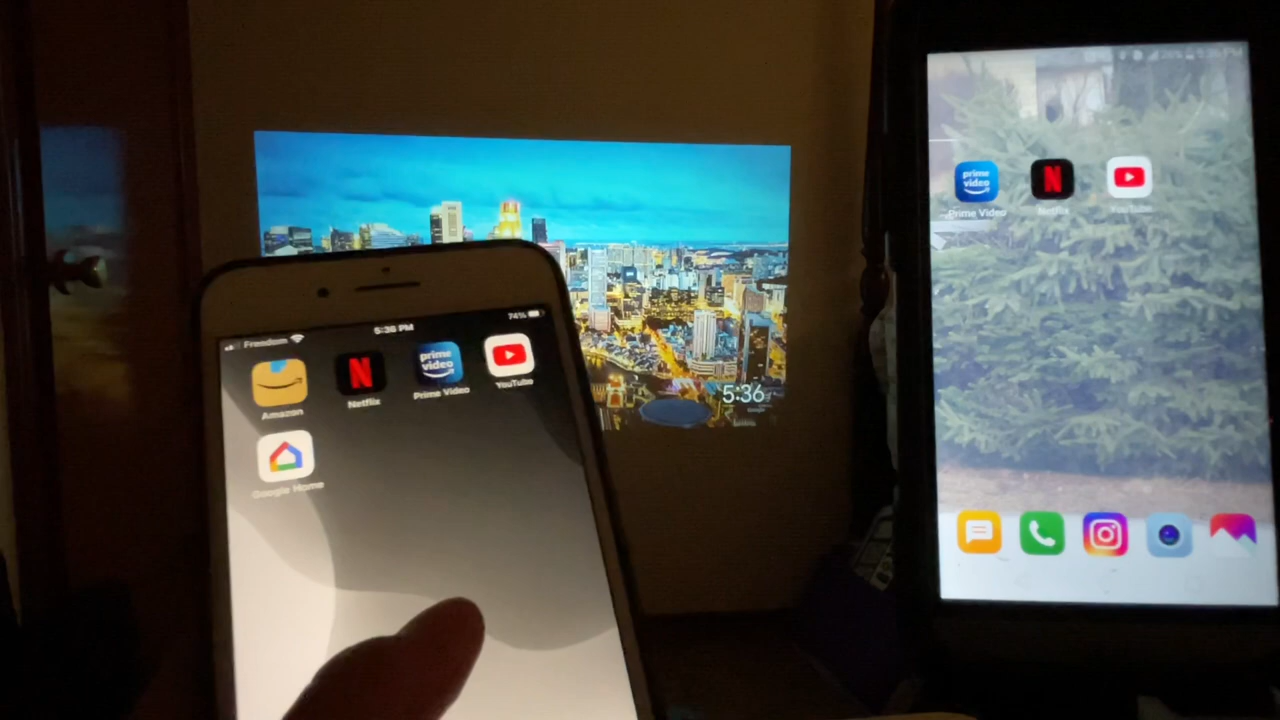 Freedom 5:36 PM 74%
Amazon
N
Netflix
prime video
Prime Video
YouTube
Google Home
5:36
Google
prime video
Prime Video
N
Netflix
YouTube